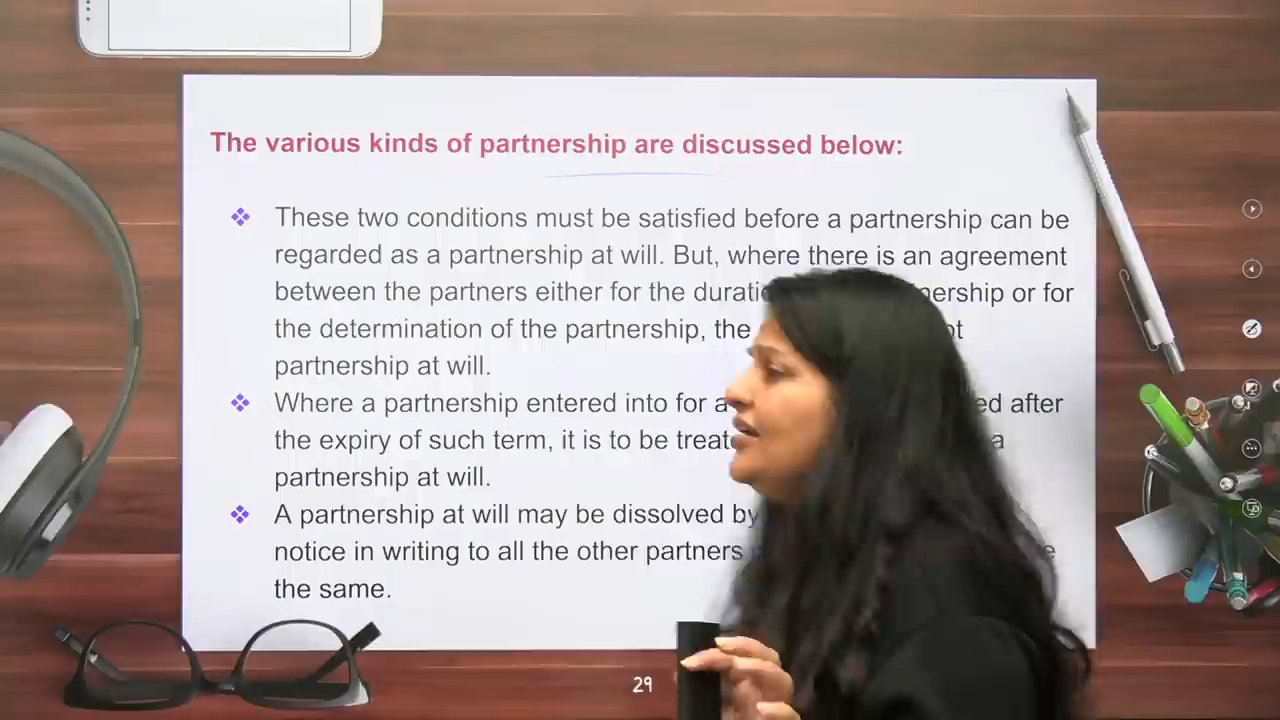 The various kinds of partnership are discussed below:
These two conditions must be satisfied before a partnership can be
regarded as a partnership at will. But, where there is an agreement
between the partners either for the or for
the determination of the partnership, the
partnership at will.
Where a partnership entered into for a after
the expiry of such term, it is to be a
partnership at will.
A partnership at will may be dissolved by
notice in writing to all the other partners
the same.
29